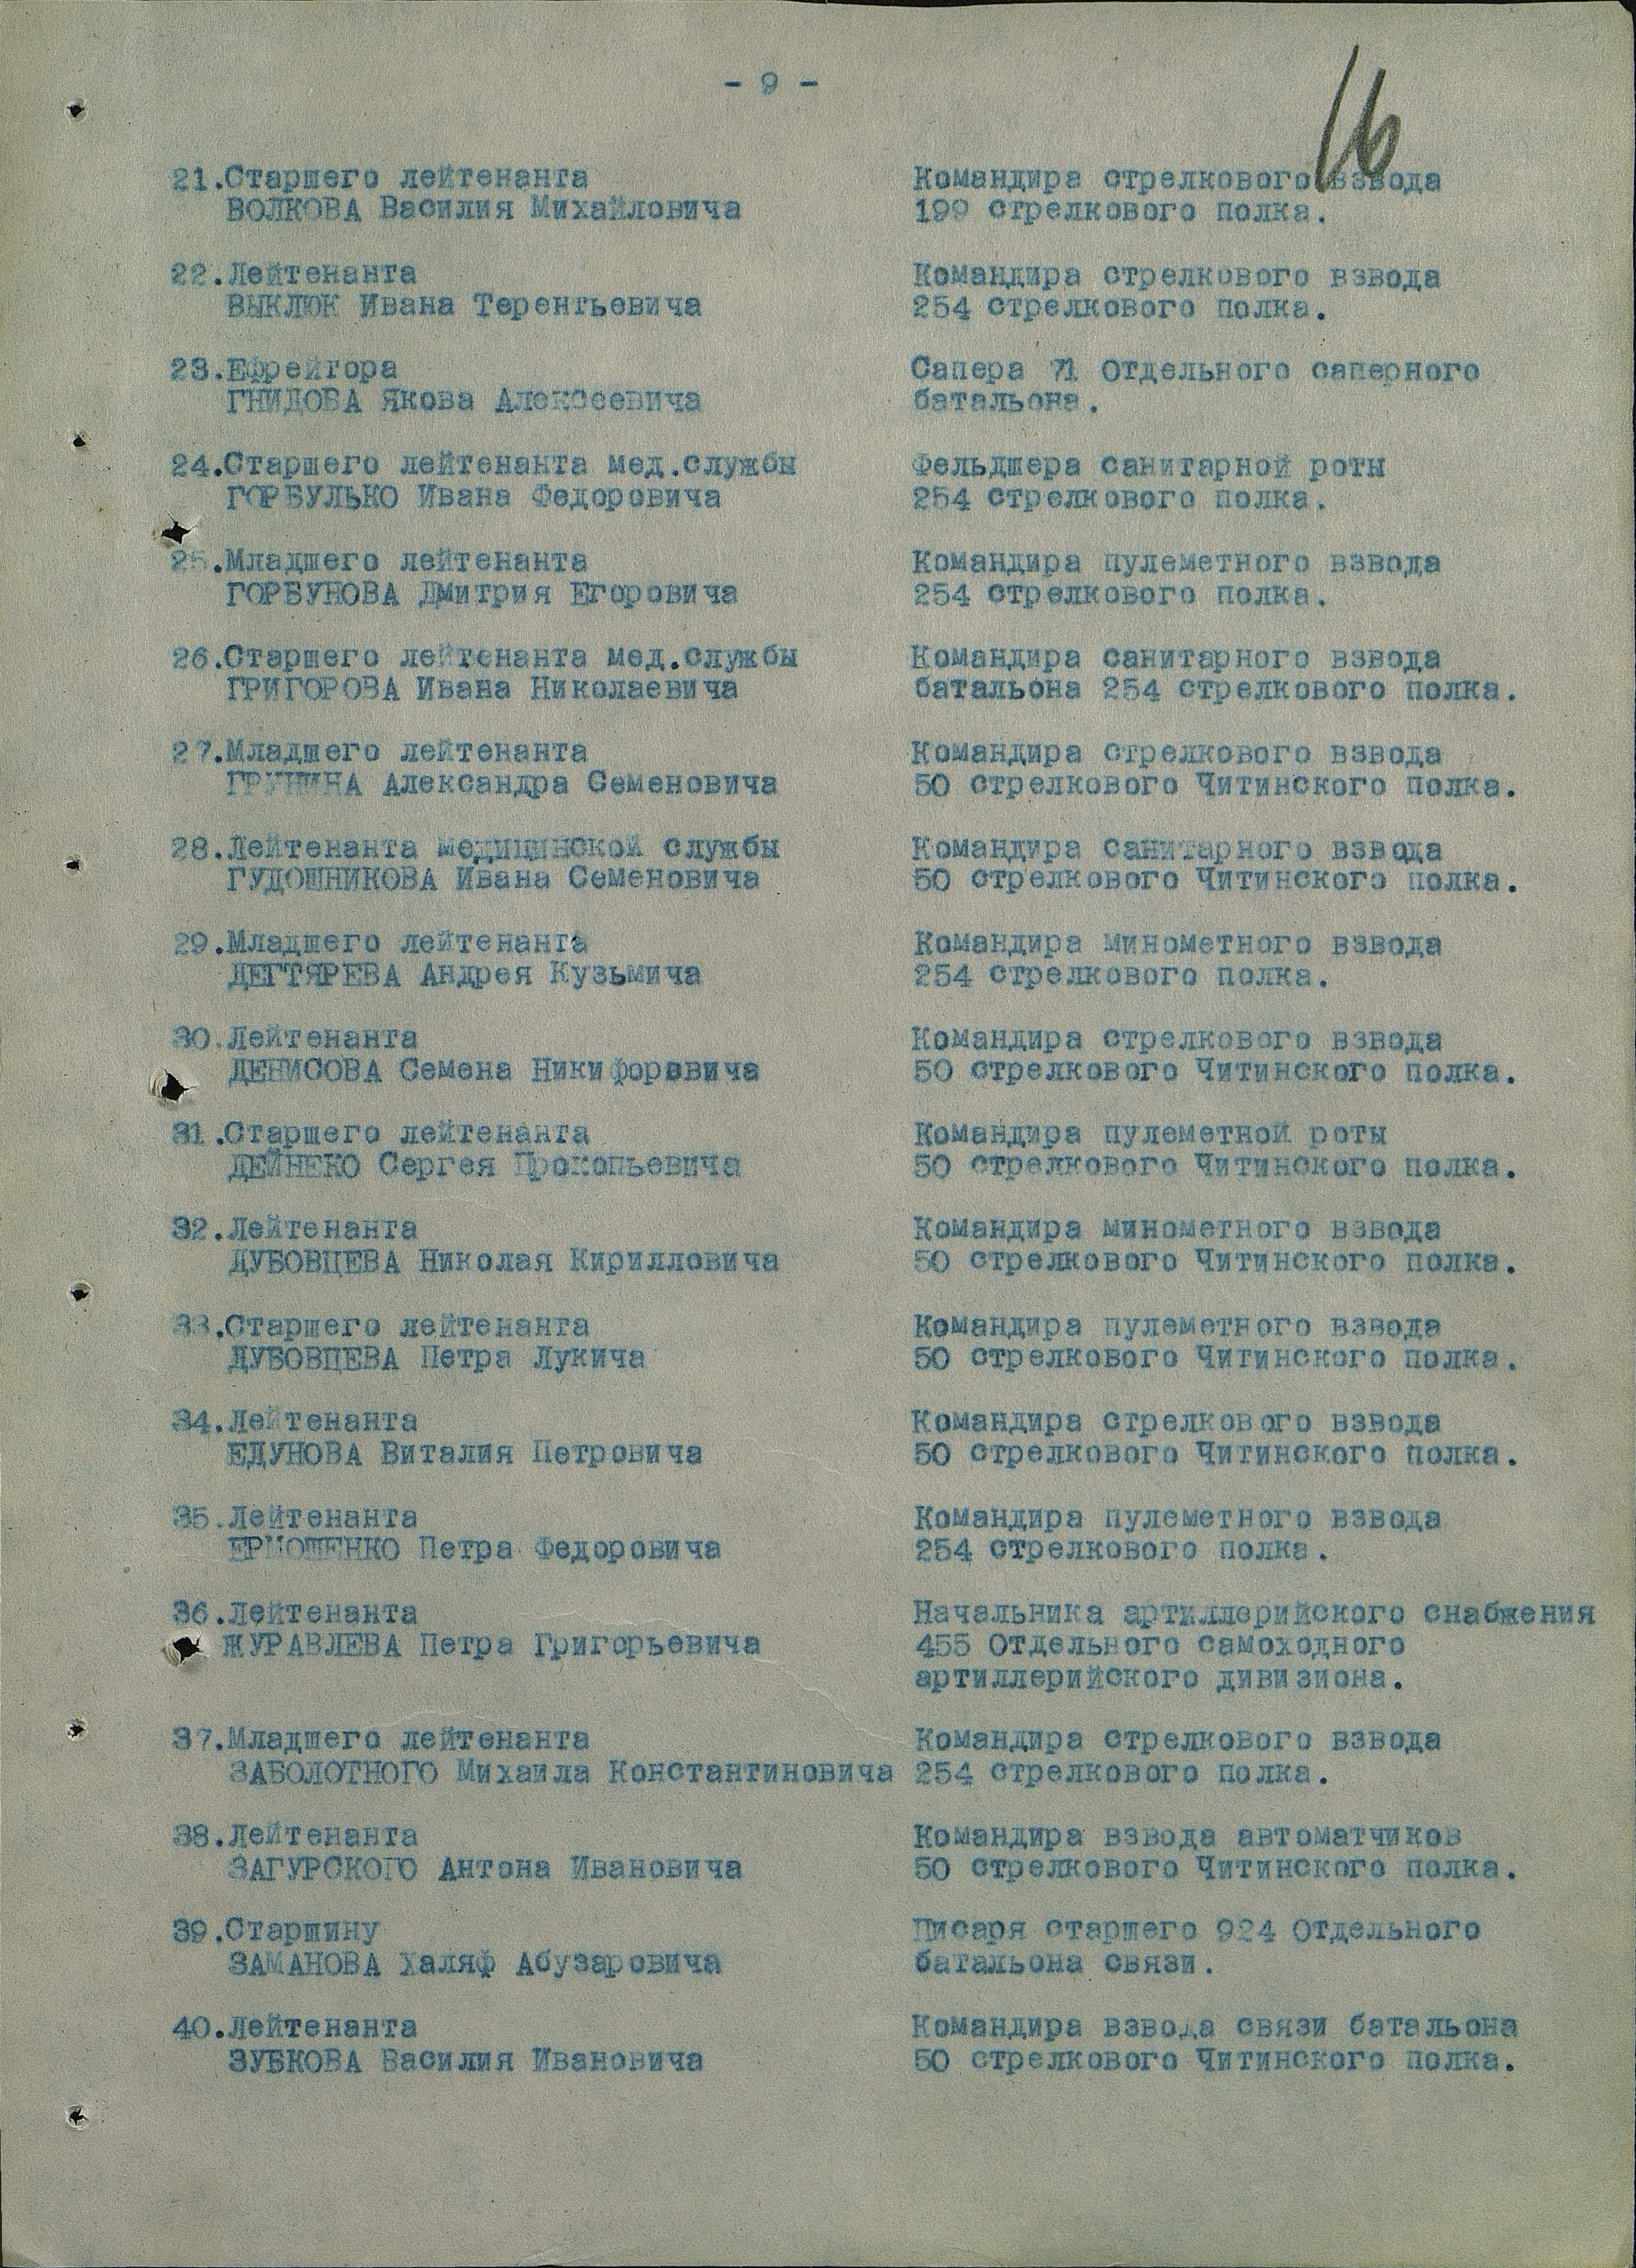 - 9 -
16
21.Старшего лейтенанта
ВОЛКОВА Василия Михайловича
Командира стрелкового взвода
199 стрелкового полка.
22.Лейтенанта
ВЫКЛЮК Ивана Терентьевича
Командира стрелкового взвода
254 стрелкового полка.
23.Ефрейтора
ГНИДОВА Якова Алексеевича
Сапера 71 Отдельного саперного
батальона.
24.Старшего лейтенанта мед.службы
ГОРБУЛЬКО Ивана Федоровича
Фельдшера санитарной роты
254 стрелкового полка.
25.Младшего лейтенанта
ГОРБУНОВА Дмитрия Егоровича
Командира пулеметного взвода
254 стрелкового полка.
26.Старшего лейтенанта мед.службы
ГРИГОРОВА Ивана Николаевича
Командира санитарного взвода
батальона 254 стрелкового полка.
27.Младшего лейтенанта
ГРУНИНА Александра Семеновича
Командира стрелкового взвода
50 стрелкового Читинского полка.
28.Лейтенанта медицинской службы
ГУДОШНИКОВА Ивана Семеновича
Командира санитарного взвода
50 стрелкового Читинского полка.
29.Младшего лейтенанта
ДЕГТЯРЕВА Андрея Кузьмича
Командира минометного взвода
254 стрелкового полка.
30.Лейтенанта
ДЕНИСОВА Семена Никифоровича
Командира стрелкового взвода
50 стрелкового Читинского полка.
31.Старшего лейтенанта
ДЕЙНЕКО Сергея Прокопьевича
Командира пулеметной роты
50 стрелкового Читинского полка.
32.Лейтенанта
ДУБОВЦЕВА Николая Кирилловича
Командира минометного взвода
50 стрелкового Читинского полка.
33.Старшего лейтенанта
ДУБОВЦЕВА Петра Лукича
Командира пулеметного взвода
50 стрелкового Читинского полка.
34.Лейтенанта
ЕДУНОВА Виталия Петровича
Командира стрелкового взвода
50 стрелкового Читинского полка.
35.Лейтенанта
ЕРМОШЕНКО Петра Федоровича
Командира пулеметного взвода
254 стрелкового полка.
36.Лейтенанта
ЖУРАВЛЕВА Петра Григорьевича
Начальника артиллерийского снабжения
455 Отдельного самоходного
артиллерийского дивизиона.
37.Младшего лейтенанта
ЗАБОЛОТНОГО Михаила Константиновича
Командира стрелкового взвода
254 стрелкового полка.
38.Лейтенанта
ЗАГУРСКОГО Антона Ивановича
Командира взвода автоматчиков
50 стрелкового Читинского полка.
39.Старшину
ЗАМАНОВА Халяф Абузаровича
Писаря старшего 924 Отдельного
батальона связи.
40.Лейтенанта
ЗУБКОВА Василия Ивановича
Командира взвода связи батальона
50 стрелкового Читинского полка.